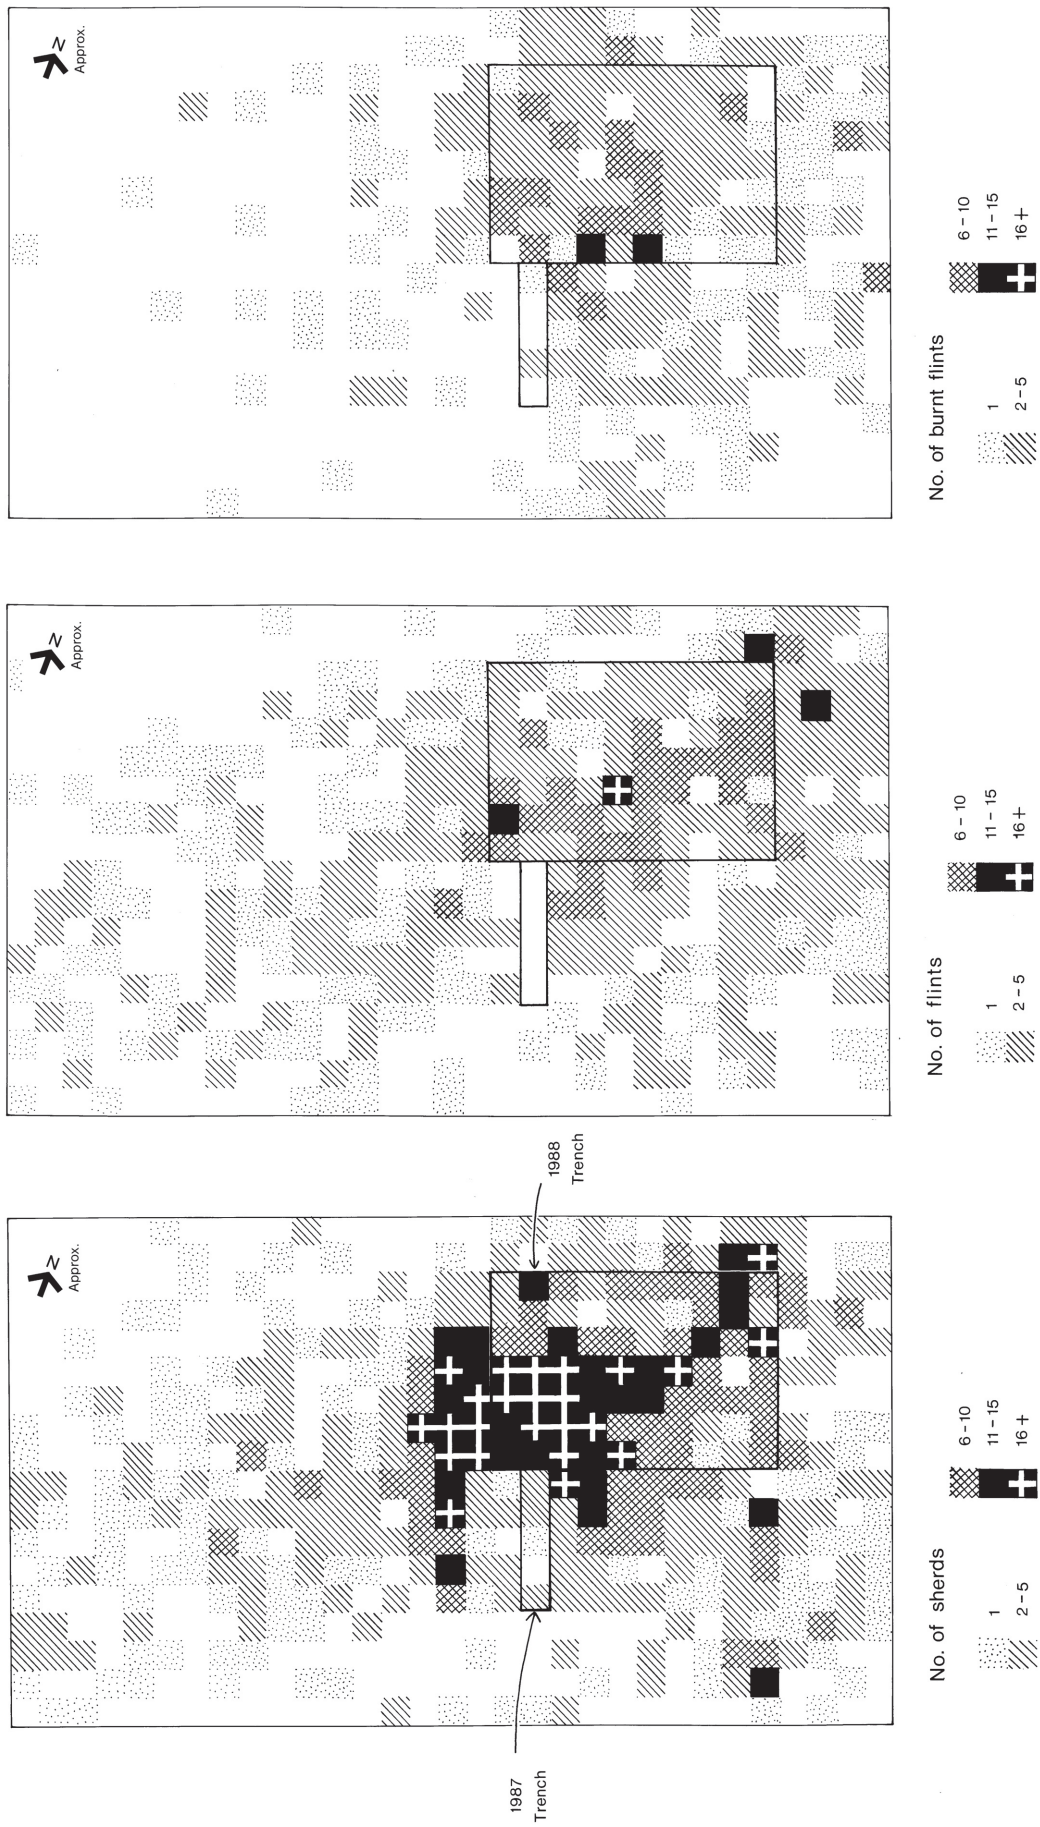 N
Approx.
1987
Trench
1988
Trench
No. of sherds
1
2-5
6-10
11-15
16+
N
Approx.
No. of flints
1
2-5
6-10
11-15
16+
N
Approx.
No. of burnt flints
1
2-5
6-10
11-15
16+